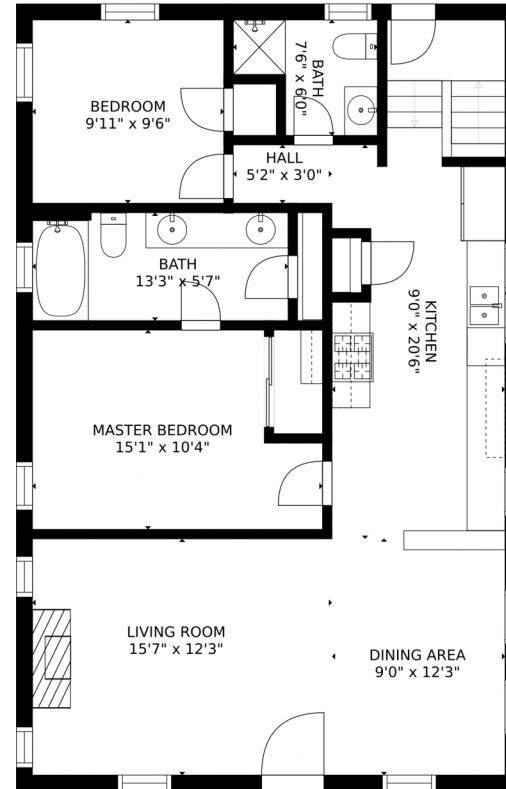 BEDROOM
9'11" x 9'6"
BATH
7'6" x 6'0"
HALL
5'2" x 3'0"
BATH
13'3" x 5'7"
KITCHEN
9'0" x 20'6"
MASTER BEDROOM
15'1" x 10'4"
LIVING ROOM
15'7" x 12'3"
DINING AREA
9'0" x 12'3"